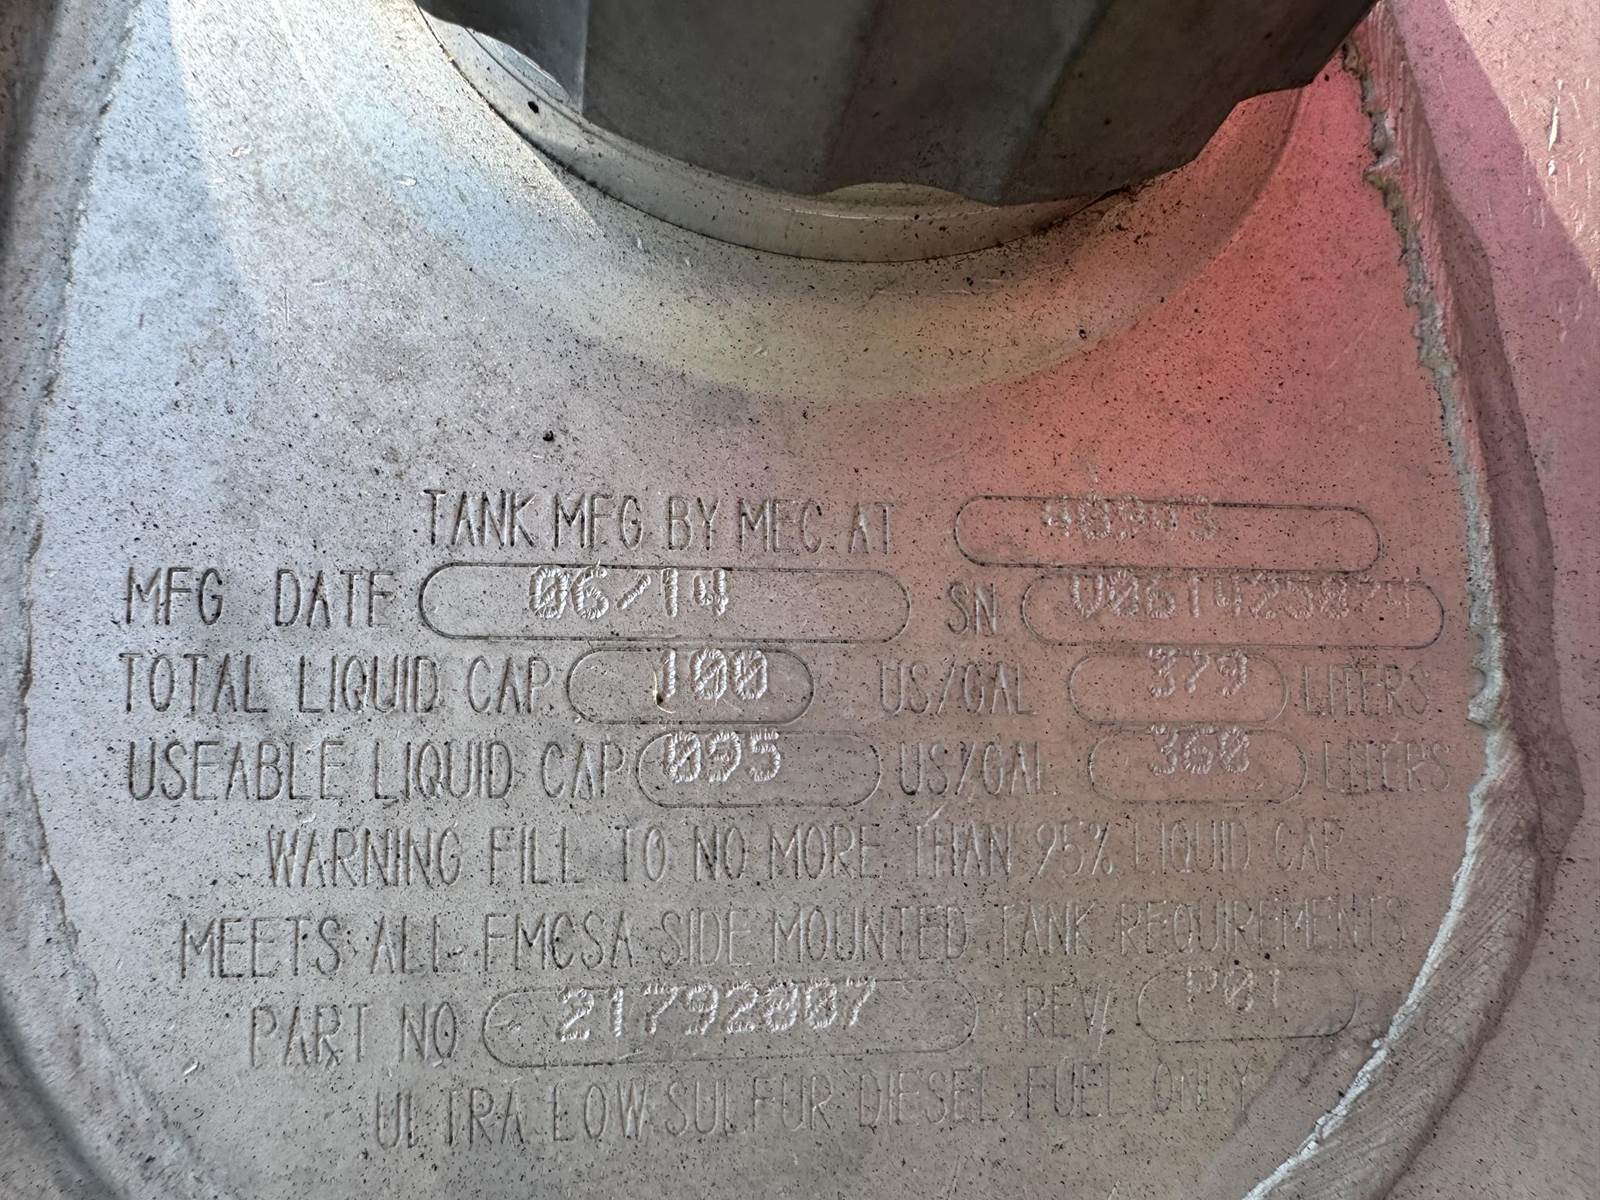 TANK MFG BY MEC AT
MFG DATE 06/14 SN
TOTAL LIQUID CAP. 100 US/GAL 379 LITERS
USEABLE LIQUID CAP 095 US/GAL 360 LITERS
WARNING FILL TO NO MORE THAN 95% LIQUID CAP
MEETS ALL FMCSA SIDE MOUNTED TANK REQUIREMENTS
PART NO 21792007 REV P01
ULTRA LOW SULFUR DIESEL FUEL ONLY